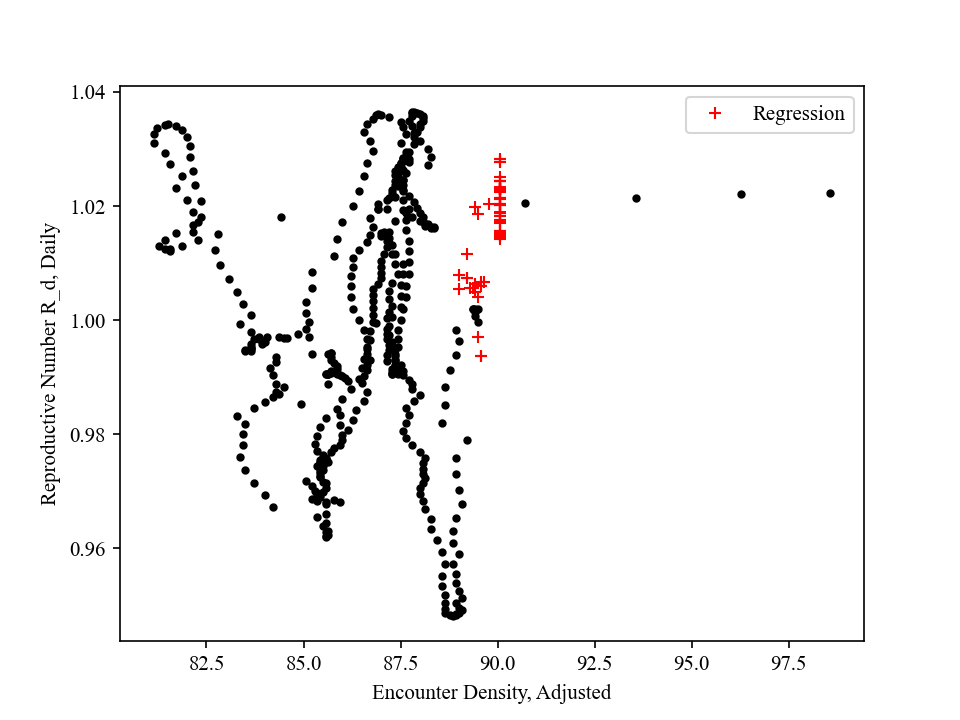 1.04
1.02
1.00
0.98
0.96
Reproductive Number R_d, Daily
Regression
82.5 85.0 87.5 90.0 92.5 95.0 97.5
Encounter Density, Adjusted